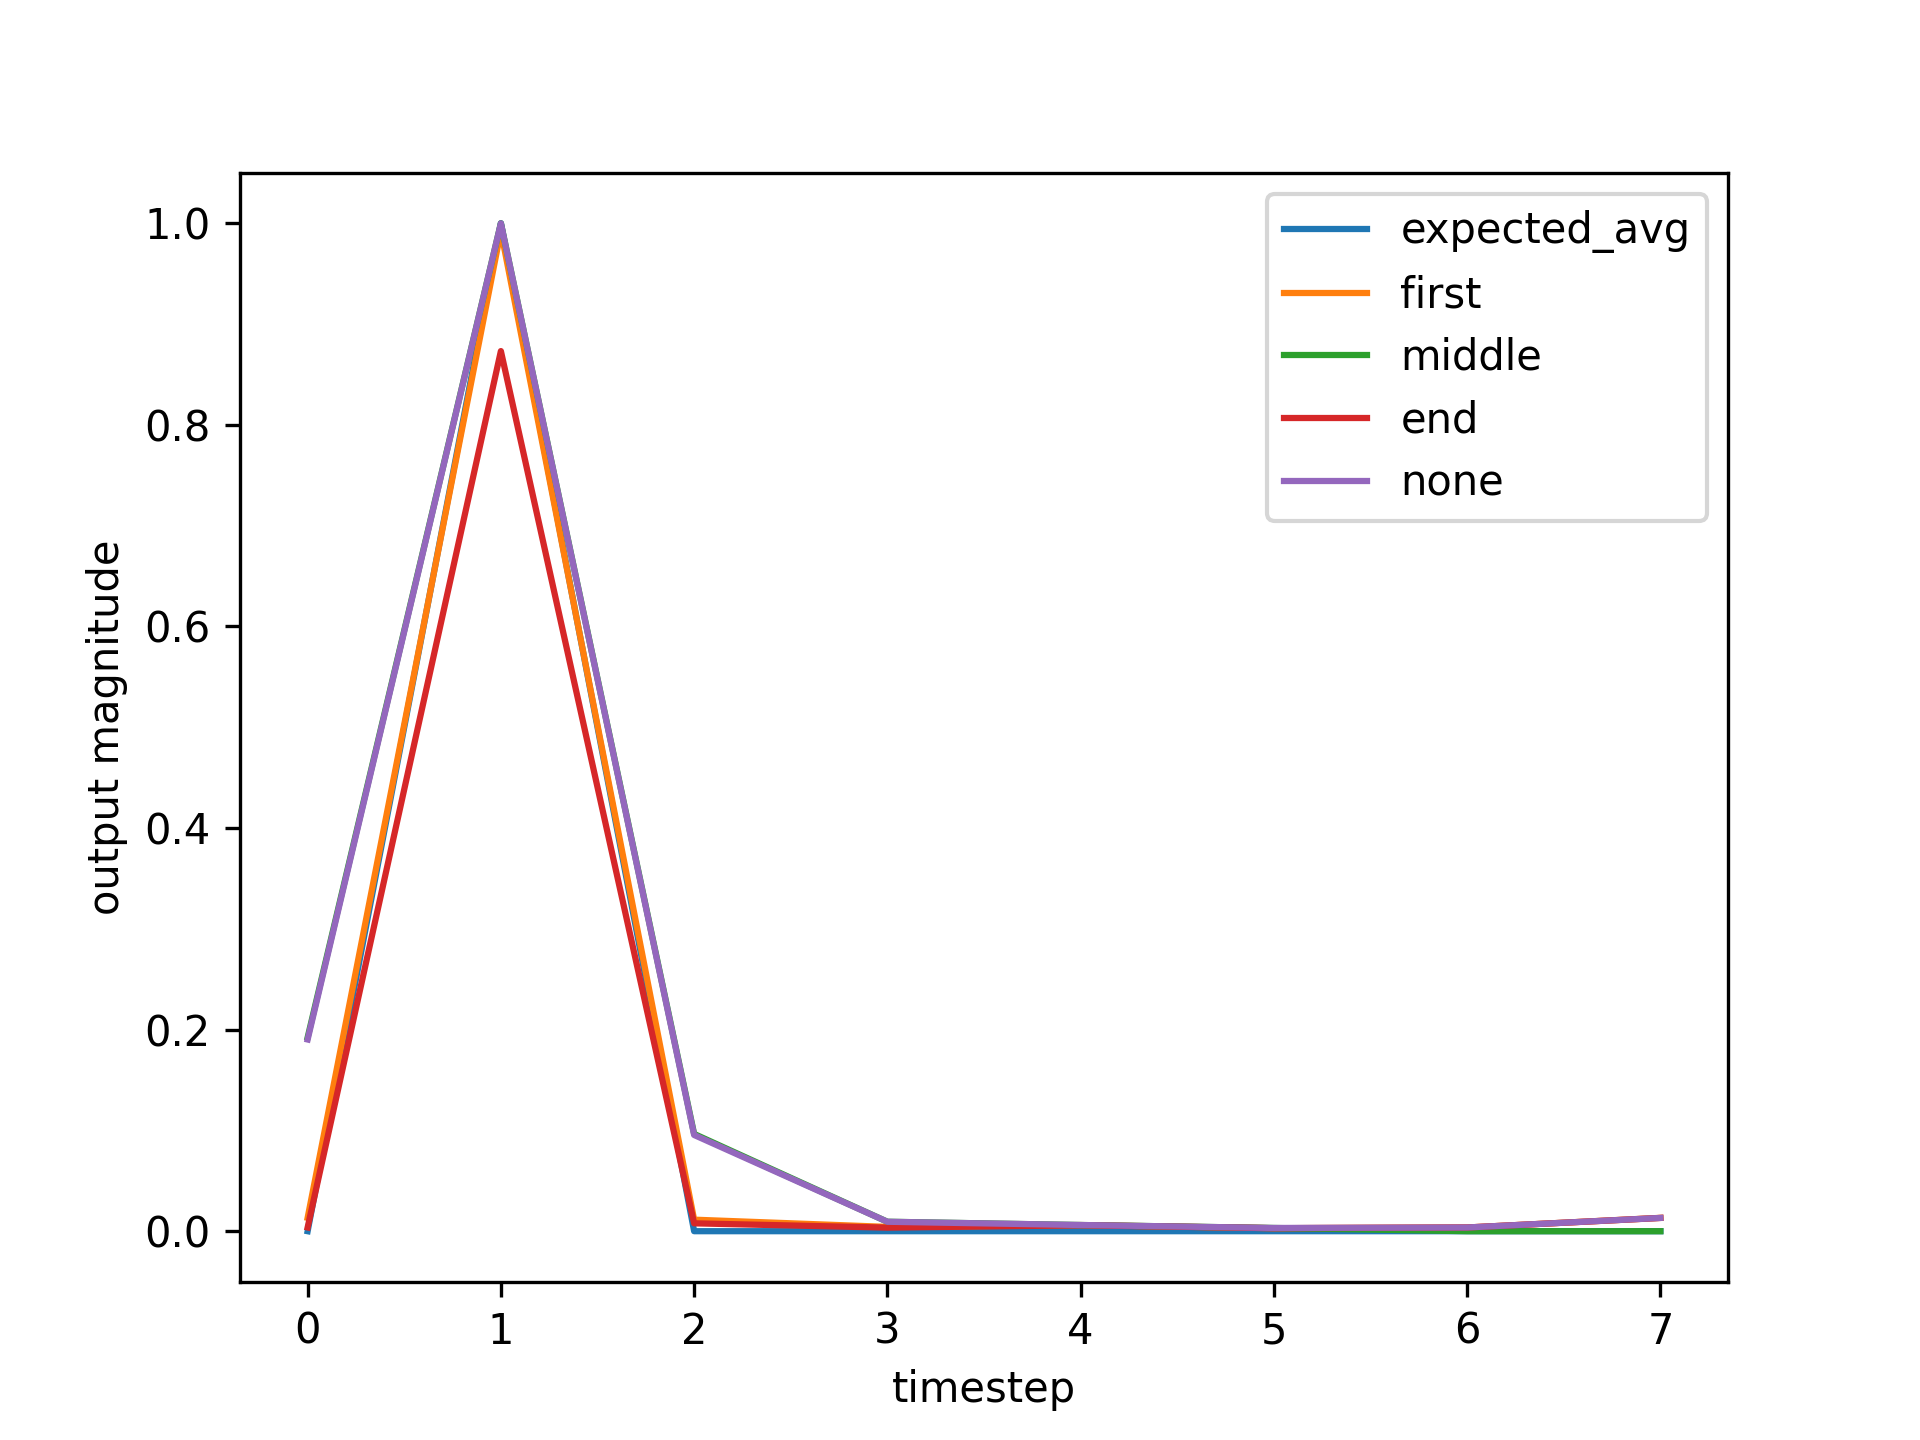 expected_avg
first
middle
end
none
output magnitude
1.0
0.8
0.6
0.4
0.2
0.0
0 1 2 3 4 5 6 7
timestep